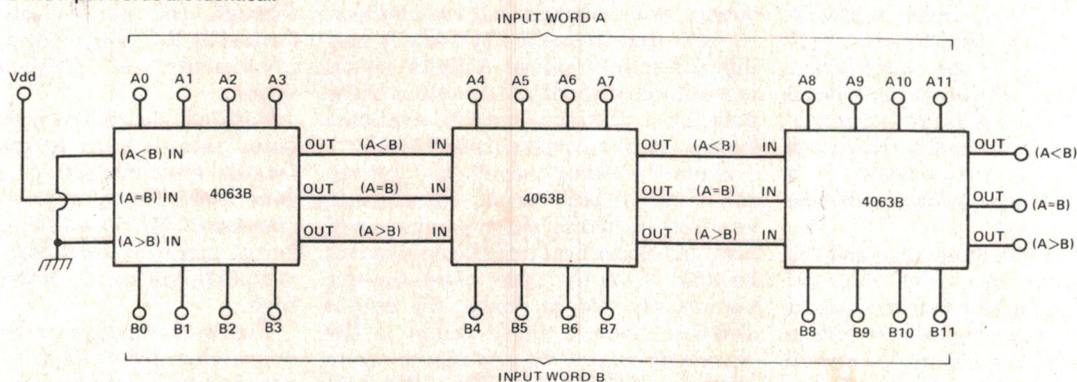 INPUT WORD A
Vdd A0 A1 A2 A3 A4 A5 A6 A7 A8 A9 A10 A11
(A<B) IN OUT (A<B) IN OUT (A<B) IN OUT (A<B)
(A=B) IN 4063B OUT (A=B) IN 4063B OUT (A=B) IN 4063B OUT (A=B)
(A>B) IN OUT (A>B) IN OUT (A>B) IN OUT (A>B)
B0 B1 B2 B3 B4 B5 B6 B7 B8 B9 B10 B11
INPUT WORD B